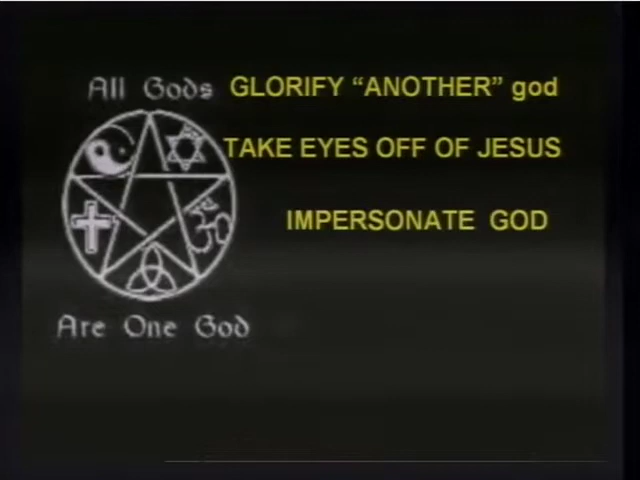 All Gods
GLORIFY “ANOTHER” god
TAKE EYES OFF OF JESUS
IMPERSONATE GOD
Are One God